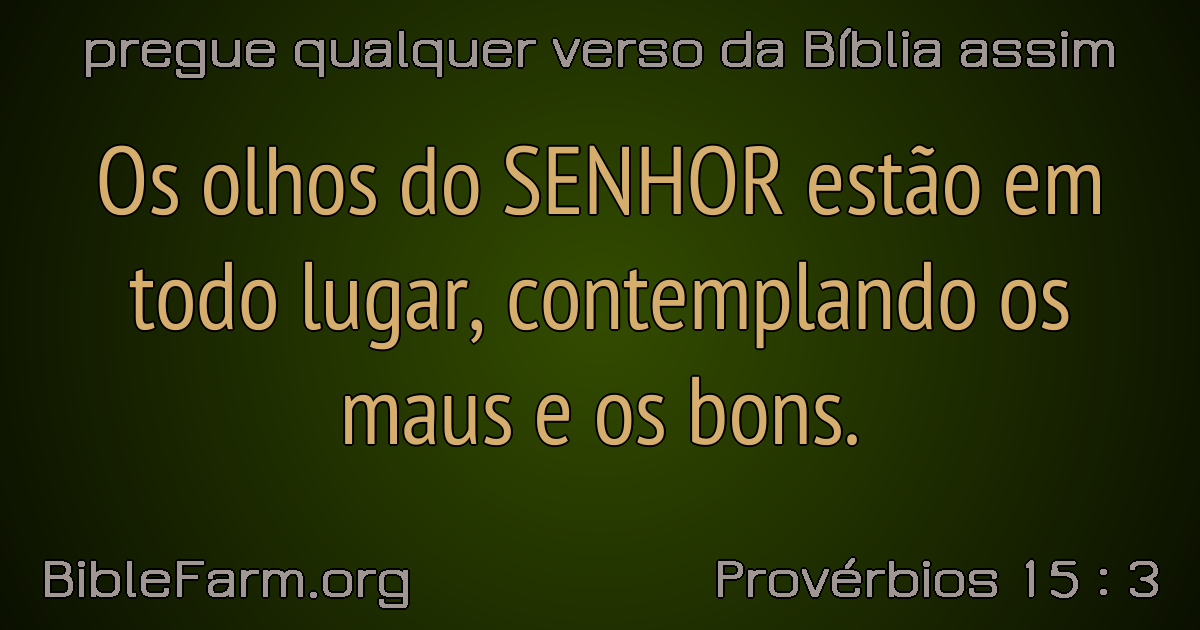 pregue qualquer verso da Bíblia assim
Os olhos do SENHOR estão em
todo lugar, contemplando os
maus e os bons.
BibleFarm.org
Provérbios 15 : 3